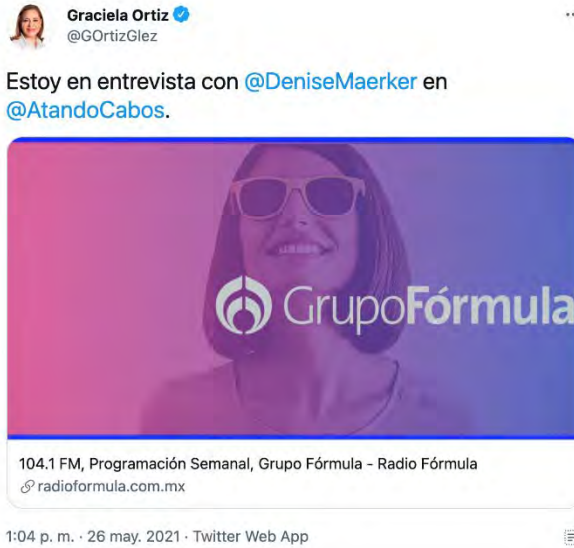 Graciela Ortiz
@GOrtizGlez
Estoy en entrevista con @DeniseMaerker en
@AtandoCabos.
GrupoFórmula
104.1 FM, Programación Semanal, Grupo Fórmula - Radio Fórmula
radioformula.com.mx
1:04 p. m. · 26 may. 2021 · Twitter Web App